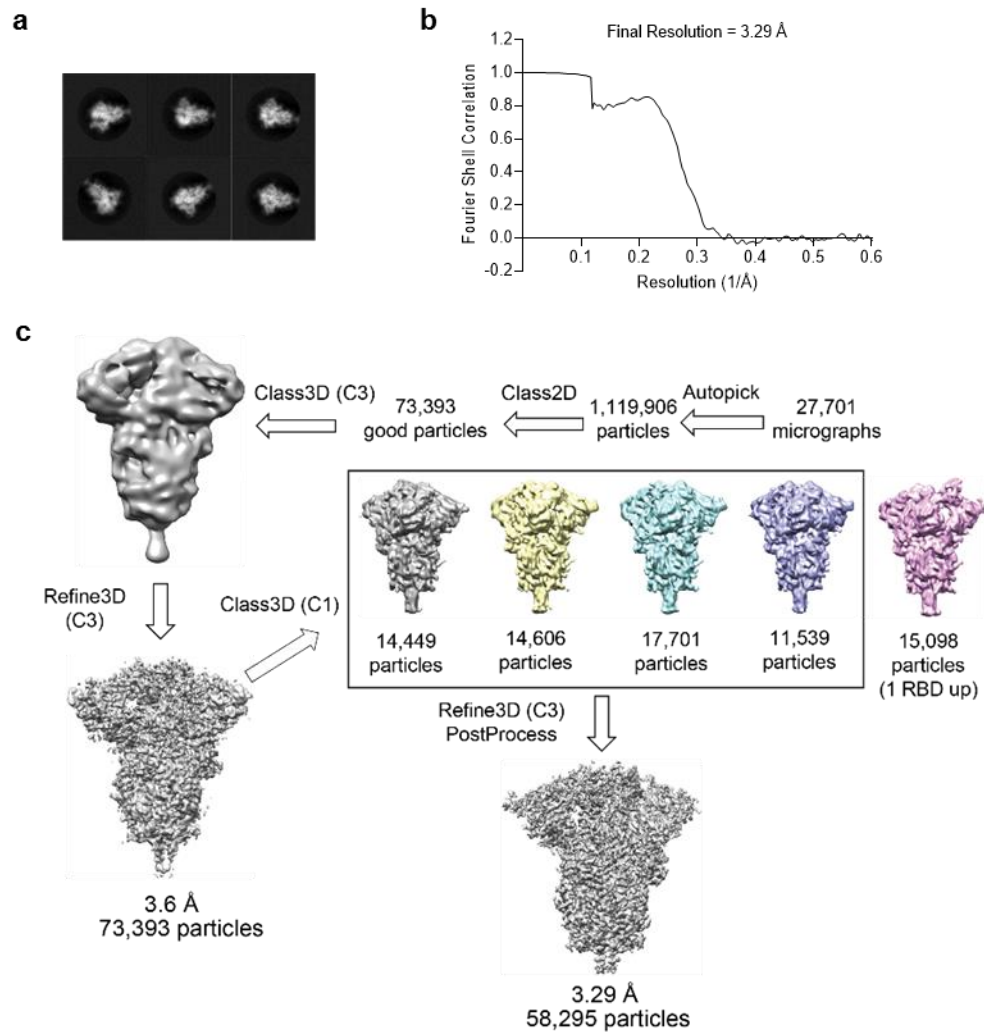 a
b
Final Resolution = 3.29 Å
1.2
1.0
0.8
0.6
0.4
0.2
0.0
-0.2
Fourier Shell Correlation
0.1
0.2
0.3
0.4
0.5
0.6
Resolution (1/Å)
c
Class3D (C3)
73,393
good particles
Class2D
1,119,906
particles
Autopick
27,701
micrographs
Refine3D
(C3)
Class3D (C1)
14,449
particles
14,606
particles
17,701
particles
11,539
particles
15,098
particles
(1 RBD up)
Refine3D (C3)
PostProcess
3.6 Å
73,393 particles
3.29 Å
58,295 particles